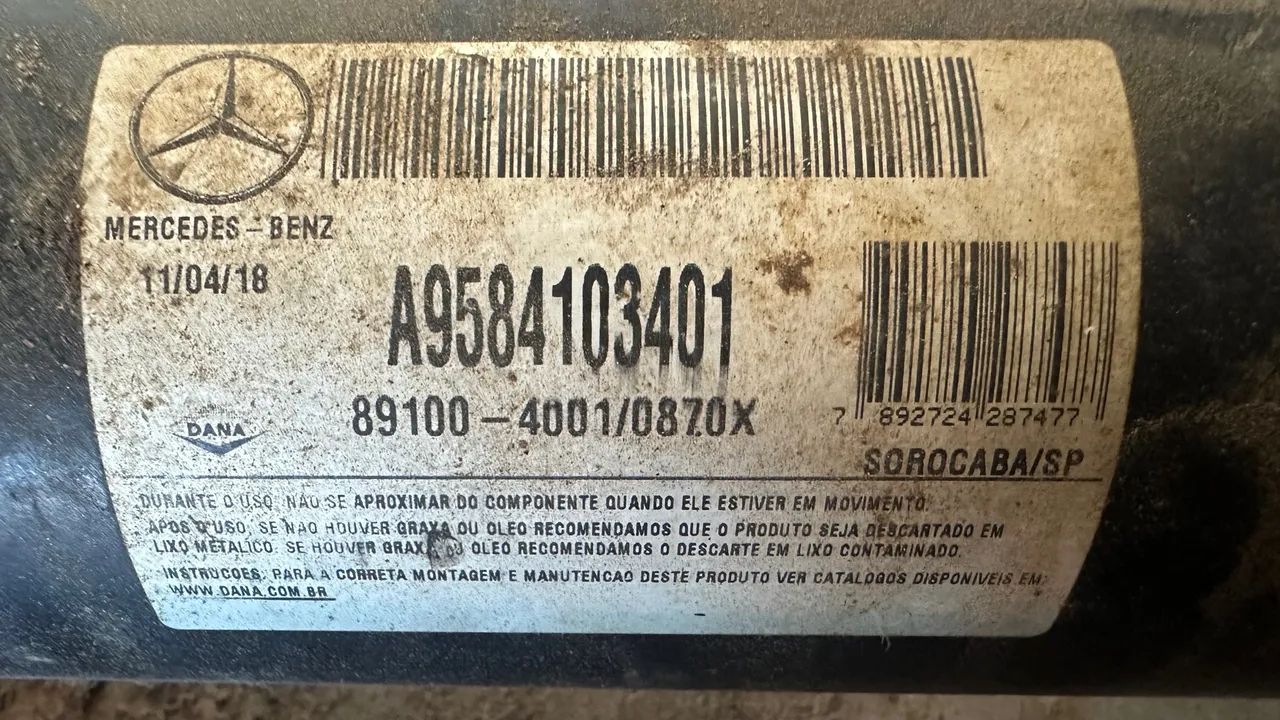 MERCEDES-BENZ
11/04/18
A9584103401
DANA
89100-4001/0870X
7 892724 287477
SOROCABA/SP
DURANTE O USO, NÃO SE APROXIMAR DO COMPONENTE QUANDO ELE ESTIVER EM MOVIMENTO.
APOS O USO, SE NAO HOUVER GRAXA OU OLEO RECOMENDAMOS QUE O PRODUTO SEJA DESCARTADO EM
LIXO METALICO. SE HOUVER GRAXA OU OLEO RECOMENDAMOS O DESCARTE EM LIXO CONTAMINADO.
INSTRUCOES: PARA A CORRETA MONTAGEM E MANUTENCAO DESTE PRODUTO VER CATALOGOS DISPONIVEIS EM:
WWW.DANA.COM.BR